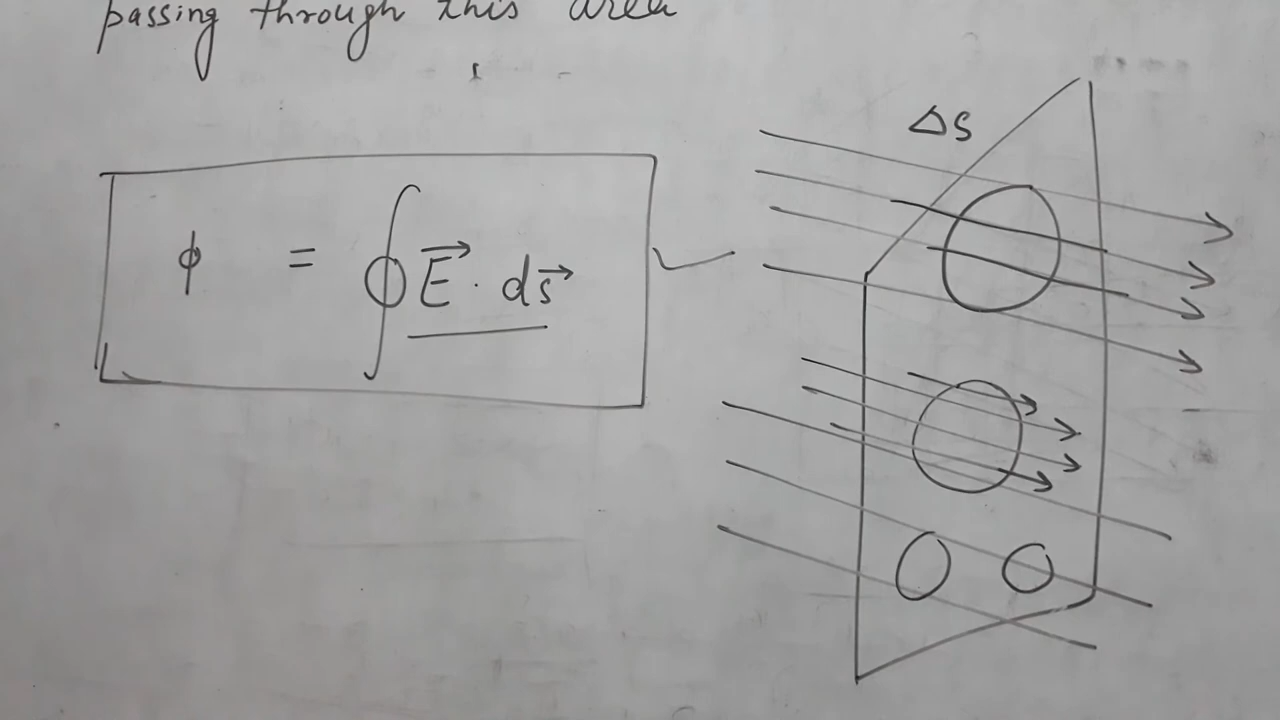 passing through this area
Δs
ϕ = ∮ E⃗ · ds⃗